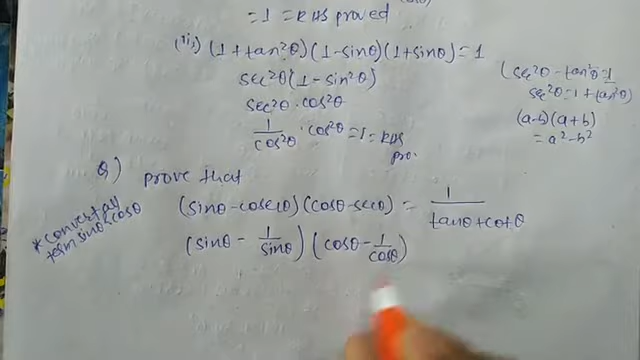 = 1 = RHS proved
(iii) (1+tan²θ)(1-sinθ)(1+sinθ)=1
sec²θ(1-sin²θ)
sec²θ·cos²θ
1/cos²θ · cos²θ = 1 = RHS
pro.
(sec²θ-tan²θ=1
sec²θ=1+tan²θ)
(a-b)(a+b)
= a²-b²
Q) prove that
(sinθ-cosecθ)(cosθ-secθ) = 1/tanθ+cotθ
*convert all
term sinθ & cosθ
(sinθ - 1/sinθ)(cosθ - 1/cosθ)